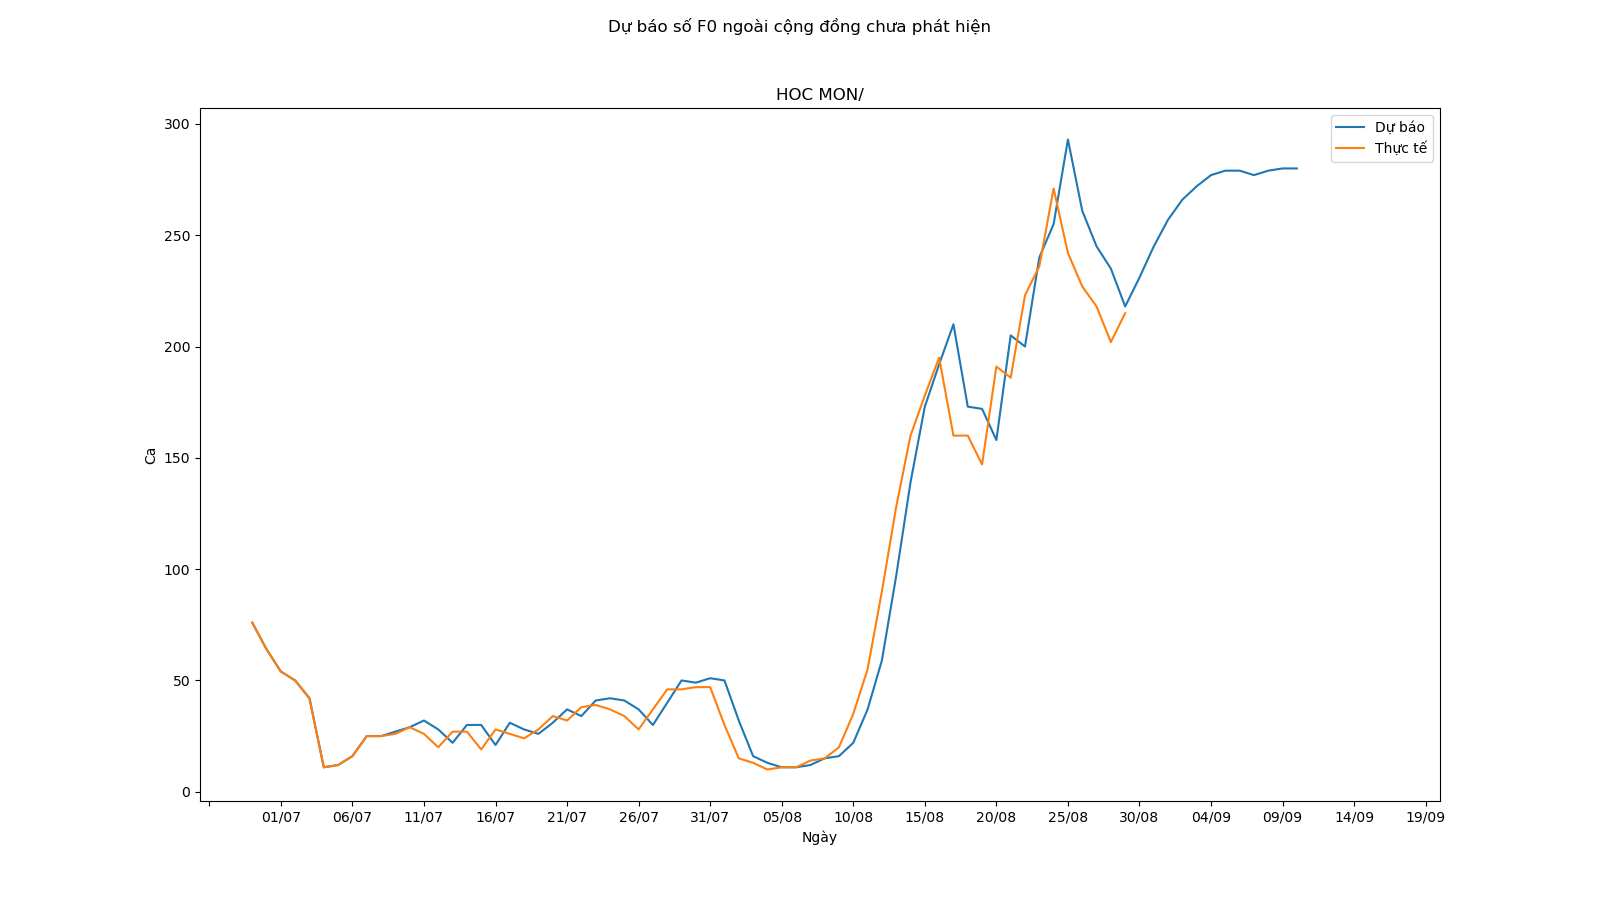 Dự báo số F0 ngoài cộng đồng chưa phát hiện
HOC MON/
Dự báo
Thực tế
300
250
200
150
100
50
0
Ca
01/07 06/07 11/07 16/07 21/07 26/07 31/07 05/08 10/08 15/08 20/08 25/08 30/08 04/09 09/09 14/09 19/09
Ngày